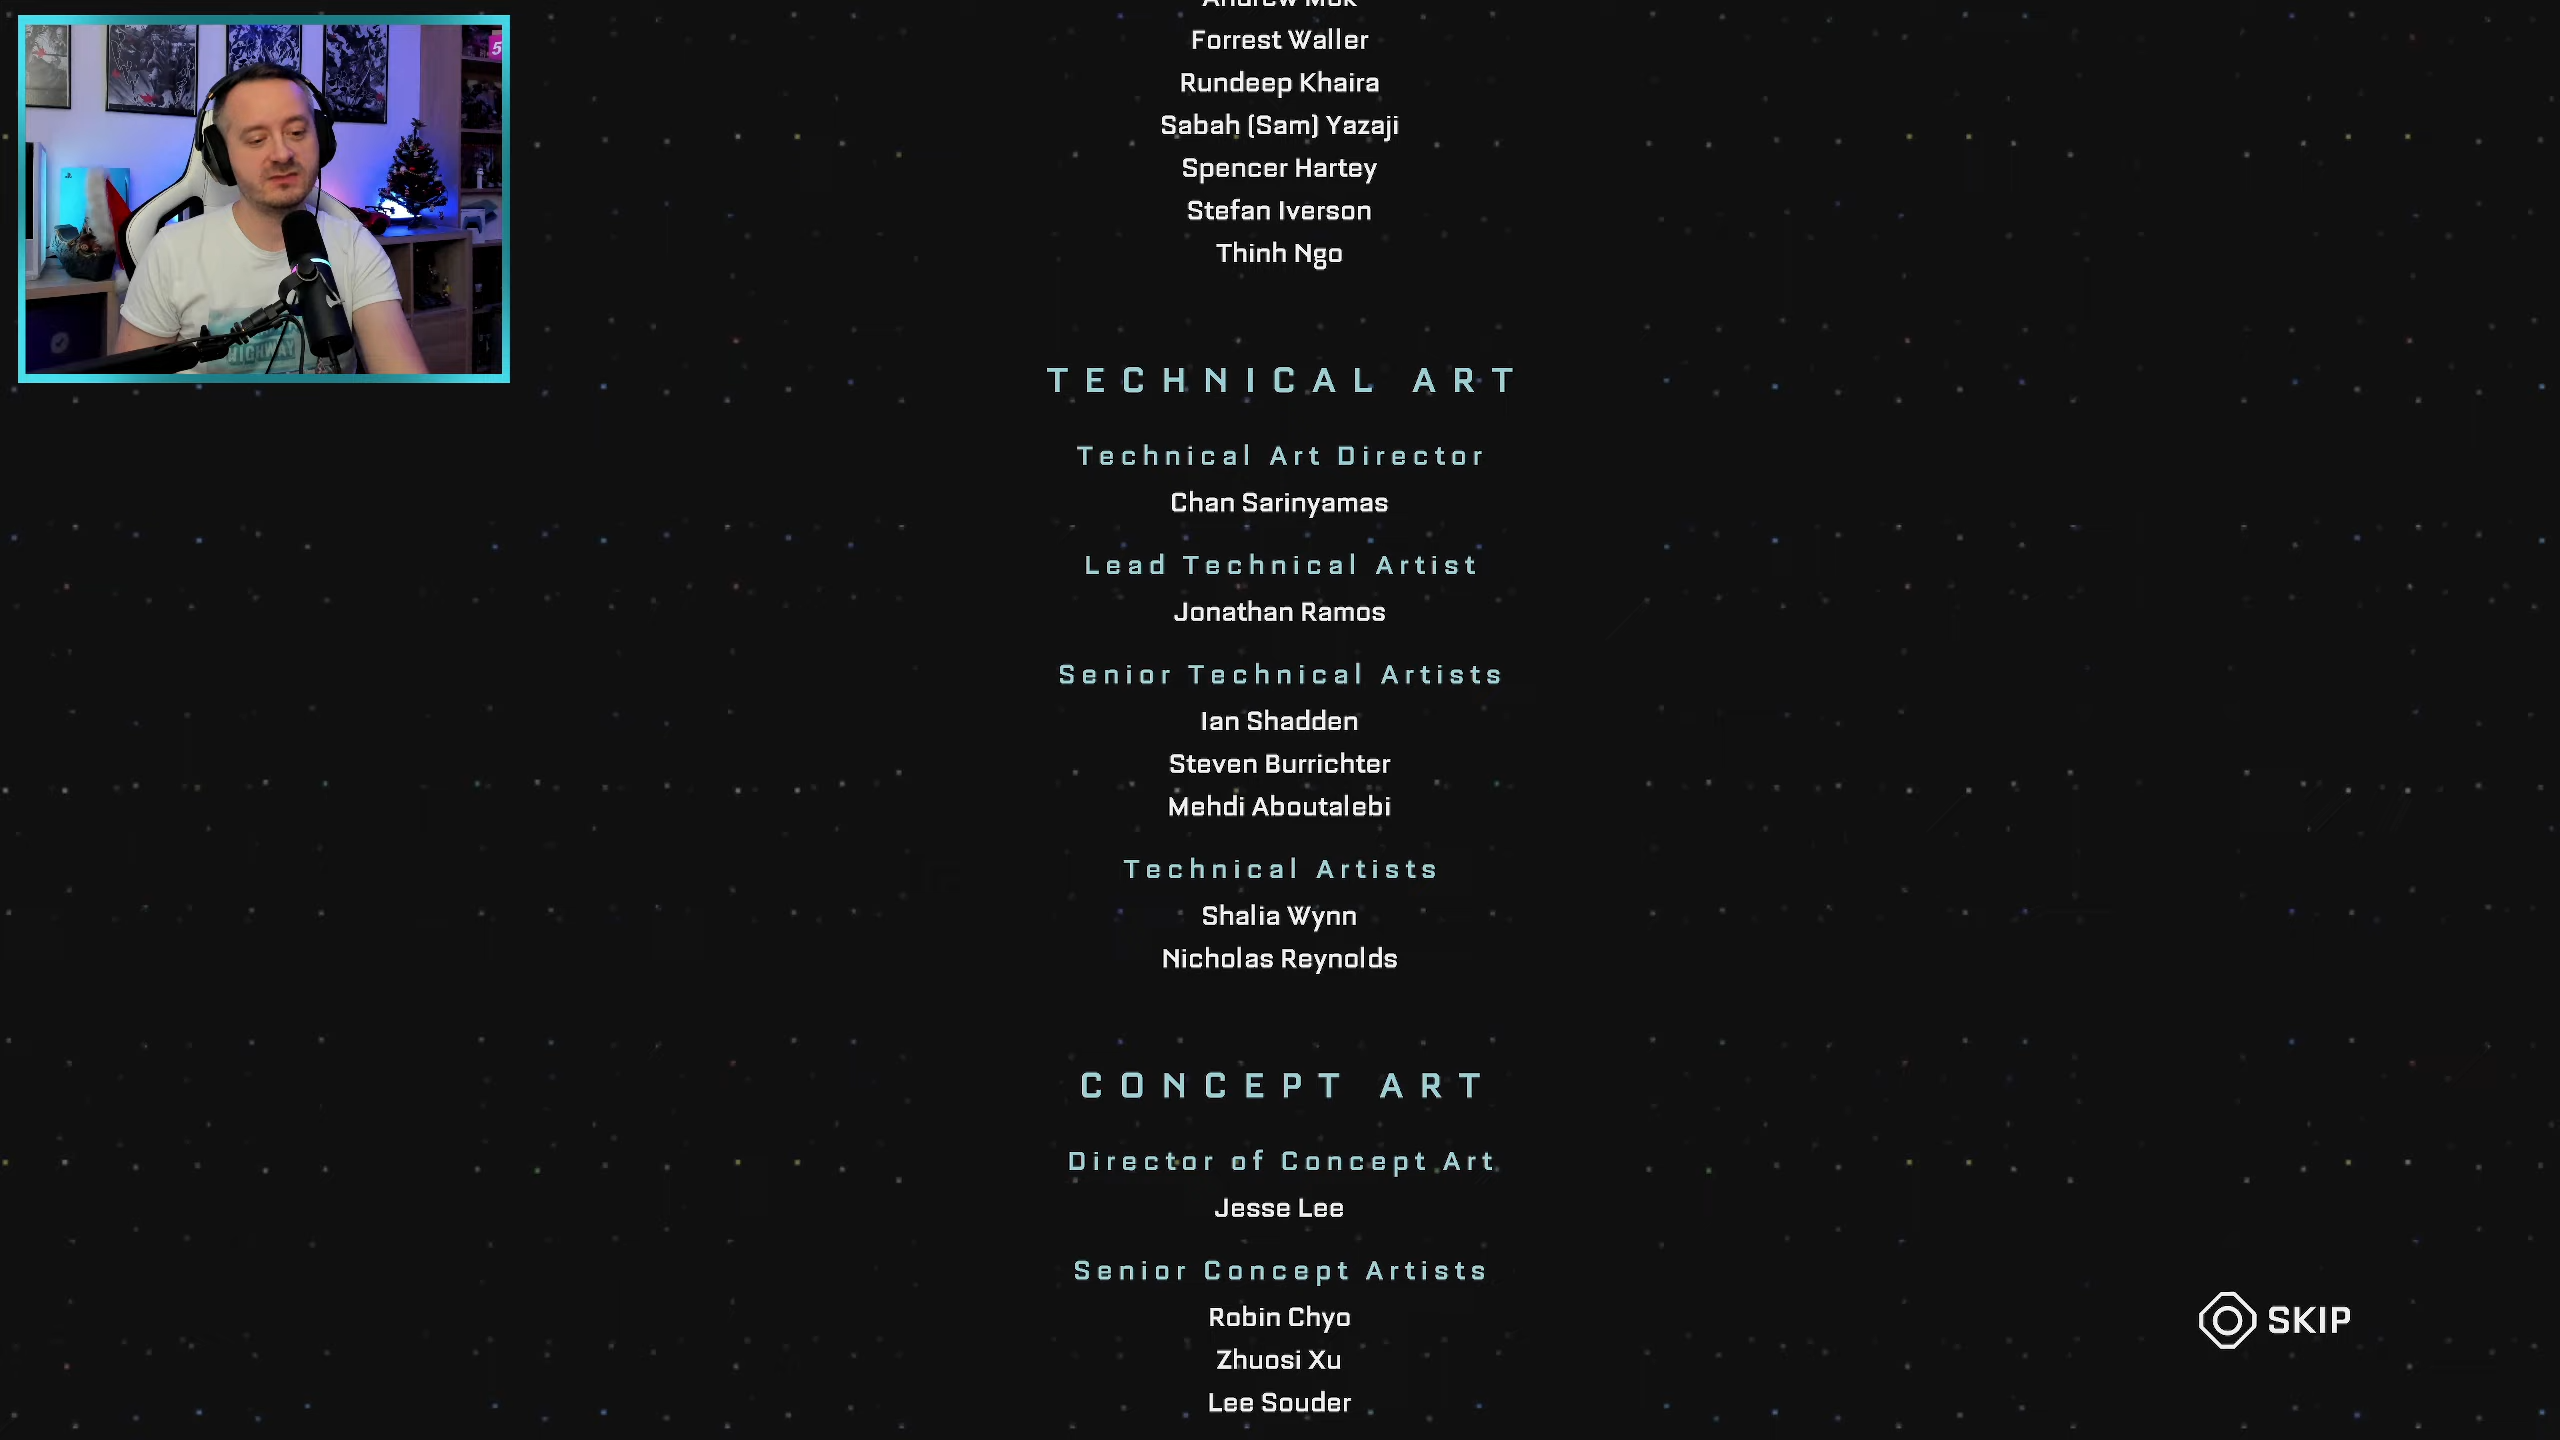 Forrest Waller
Rundeep Khaira
Sabah (Sam) Yazaji
Spencer Hartey
Stefan Iverson
Thinh Ngo
TECHNICAL ART
Technical Art Director
Chan Sarinyamas
Lead Technical Artist
Jonathan Ramos
Senior Technical Artists
Ian Shadden
Steven Burrichter
Mehdi Aboutalebi
Technical Artists
Shalia Wynn
Nicholas Reynolds
CONCEPT ART
Director of Concept Art
Jesse Lee
Senior Concept Artists
Robin Chyo
Zhuosi Xu
Lee Souder
SKIP
HIGHWAY
5